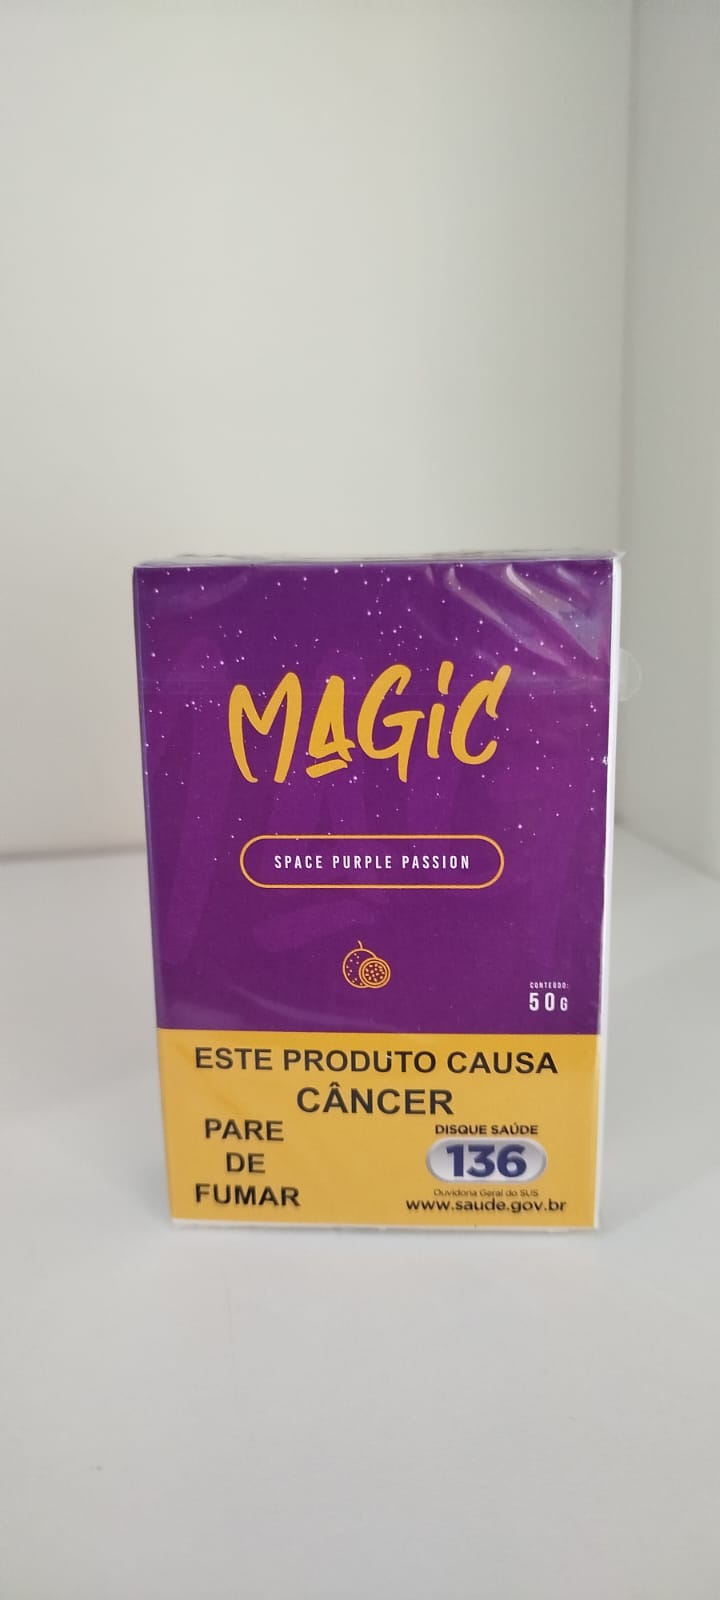 MAGiC
SPACE PURPLE PASSION
CONTEÚDO:
50G
ESTE PRODUTO CAUSA
CÂNCER
PARE
DE
FUMAR
DISQUE SAÚDE
136
Ouvidoria Geral do SUS
www.saude.gov.br